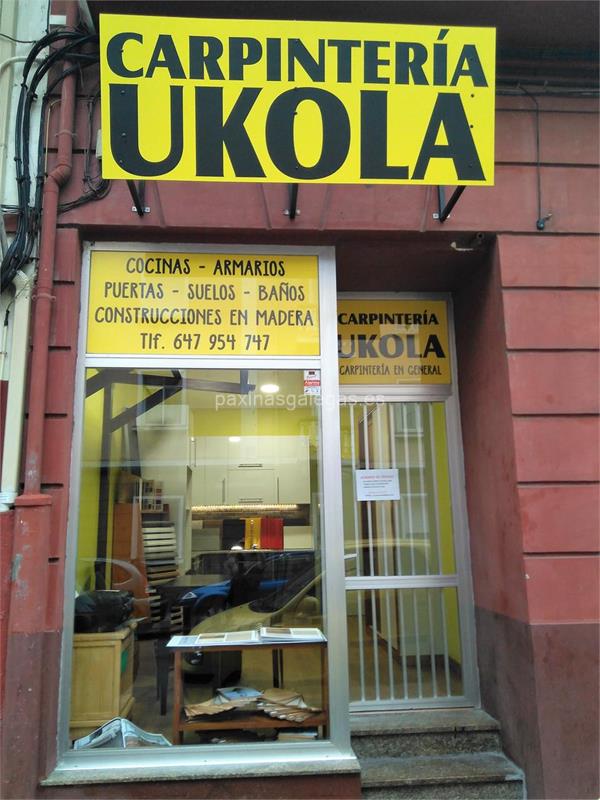 CARPINTERÍA
UKOLA
COCINAS - ARMARIOS
PUERTAS - SUELOS - BAÑOS
CONSTRUCCIONES EN MADERA
Tlf. 647 954 747
CARPINTERÍA
UKOLA
CARPINTERÍA EN GENERAL
paxinasgalegas.es